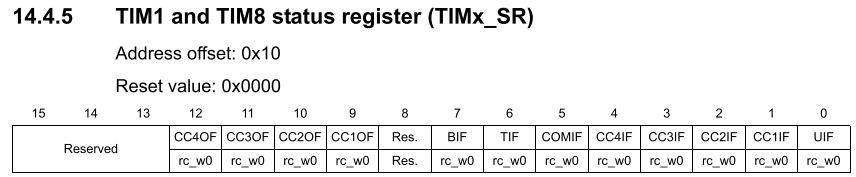 14.4.5 TIM1 and TIM8 status register (TIMx_SR)
Address offset: 0x10
Reset value: 0x0000
15 14 13 12 11 10 9 8 7 6 5 4 3 2 1 0
Reserved CC4OF CC3OF CC2OF CC1OF Res. BIF TIF COMIF CC4IF CC3IF CC2IF CC1IF UIF
rc_w0 rc_w0 rc_w0 rc_w0 Res. rc_w0 rc_w0 rc_w0 rc_w0 rc_w0 rc_w0 rc_w0 rc_w0